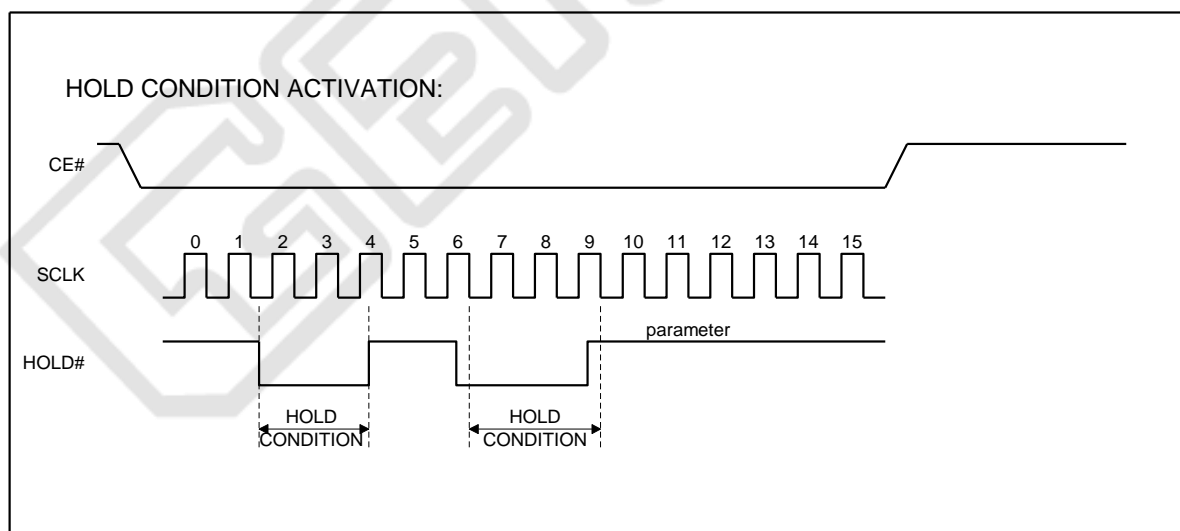 HOLD CONDITION ACTIVATION:
CE#
0 1 2 3 4 5 6 7 8 9 10 11 12 13 14 15
SCLK
parameter
HOLD#
HOLD HOLD
CONDITION CONDITION